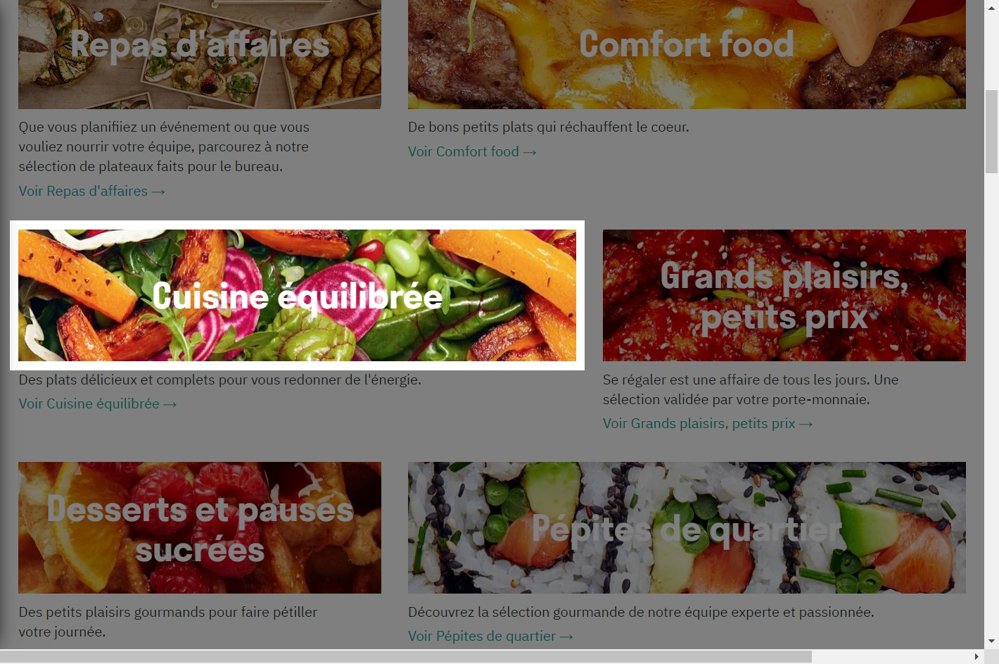 Repas d'affaires
Comfort food
Que vous planifiiez un événement ou que vous
vouliez nourrir votre équipe, parcourez à notre
sélection de plateaux faits pour le bureau.
Voir Repas d'affaires →
De bons petits plats qui réchauffent le coeur.
Voir Comfort food →
Cuisine équilibrée
Des plats délicieux et complets pour vous redonner de l'énergie.
Voir Cuisine équilibrée →
Grands plaisirs,
petits prix
Se régaler est une affaire de tous les jours. Une
sélection validée par votre porte-monnaie.
Voir Grands plaisirs, petits prix →
Desserts et pauses
sucrées
Des petits plaisirs gourmands pour faire pétiller
votre journée.
Pépites de quartier
Découvrez la sélection gourmande de notre équipe experte et passionnée.
Voir Pépites de quartier →